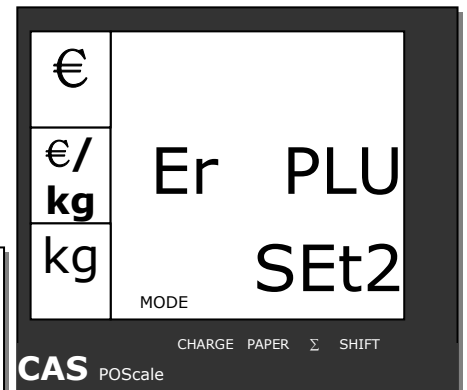 €
€/
kg
Er PLU
kg
SEt2
MODE
CHARGE PAPER Σ SHIFT
CAS POScale